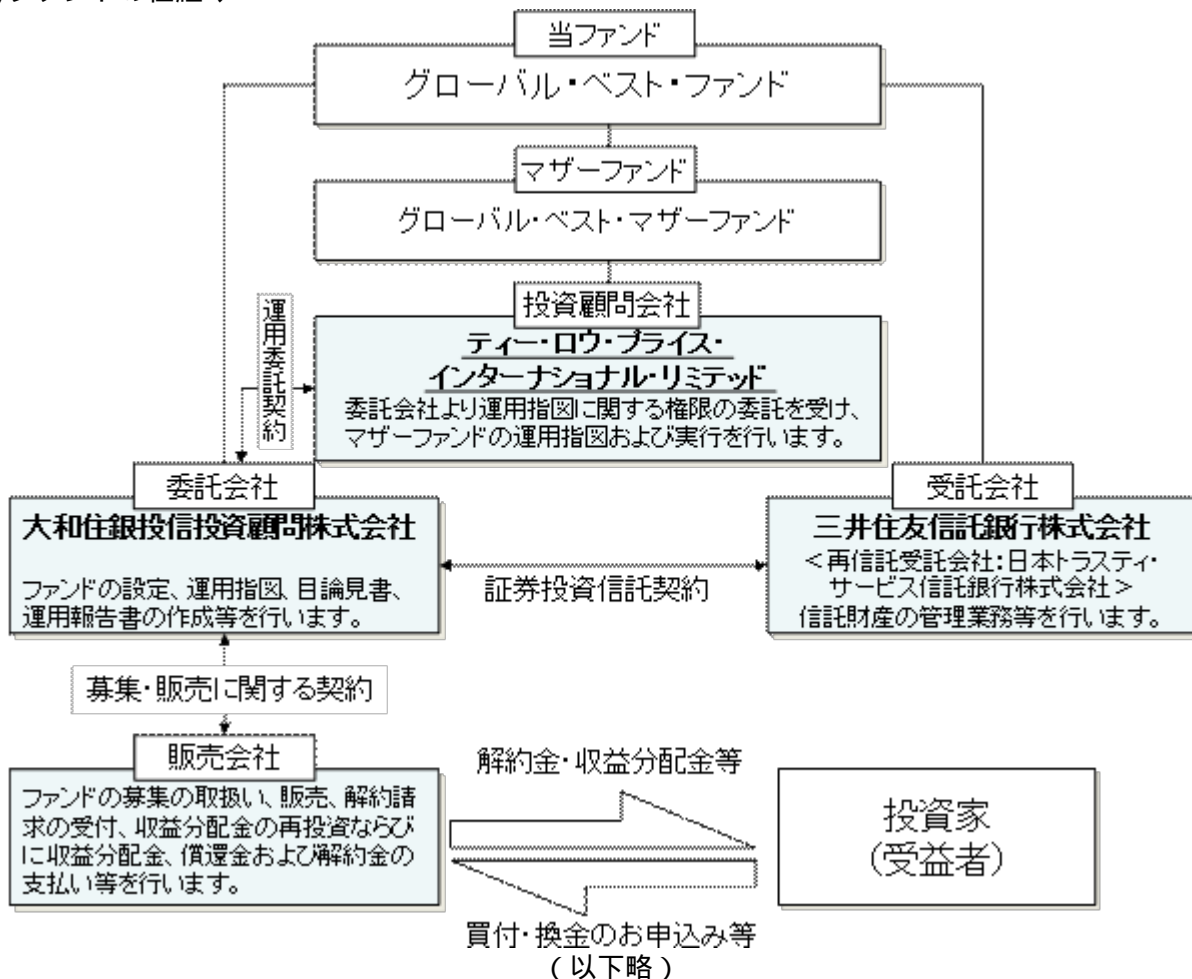 当ファンド
グローバル・ベスト・ファンド
マザーファンド
グローバル・ベスト・マザーファンド
投資顧問会社
ティー・ロウ・プライス・
インターナショナル・リミテッド
委託会社より運用指図に関する権限の委託を受け、
マザーファンドの運用指図および実行を行います。
運用委託契約
委託会社
大和住銀投信投資顧問株式会社
ファンドの設定、運用指図、目論見書、
運用報告書の作成等を行います。
証券投資信託契約
受託会社
三井住友信託銀行株式会社
<再信託受託会社:日本トラスティ・
サービス信託銀行株式会社>
信託財産の管理業務等を行います。
募集・販売に関する契約
販売会社
ファンドの募集の取扱い、販売、解約請
求の受付、収益分配金の再投資ならび
に収益分配金、償還金および解約金の
支払い等を行います。
解約金・収益分配金等
買付・換金のお申込み等
投資家
(受益者)
(以下略)